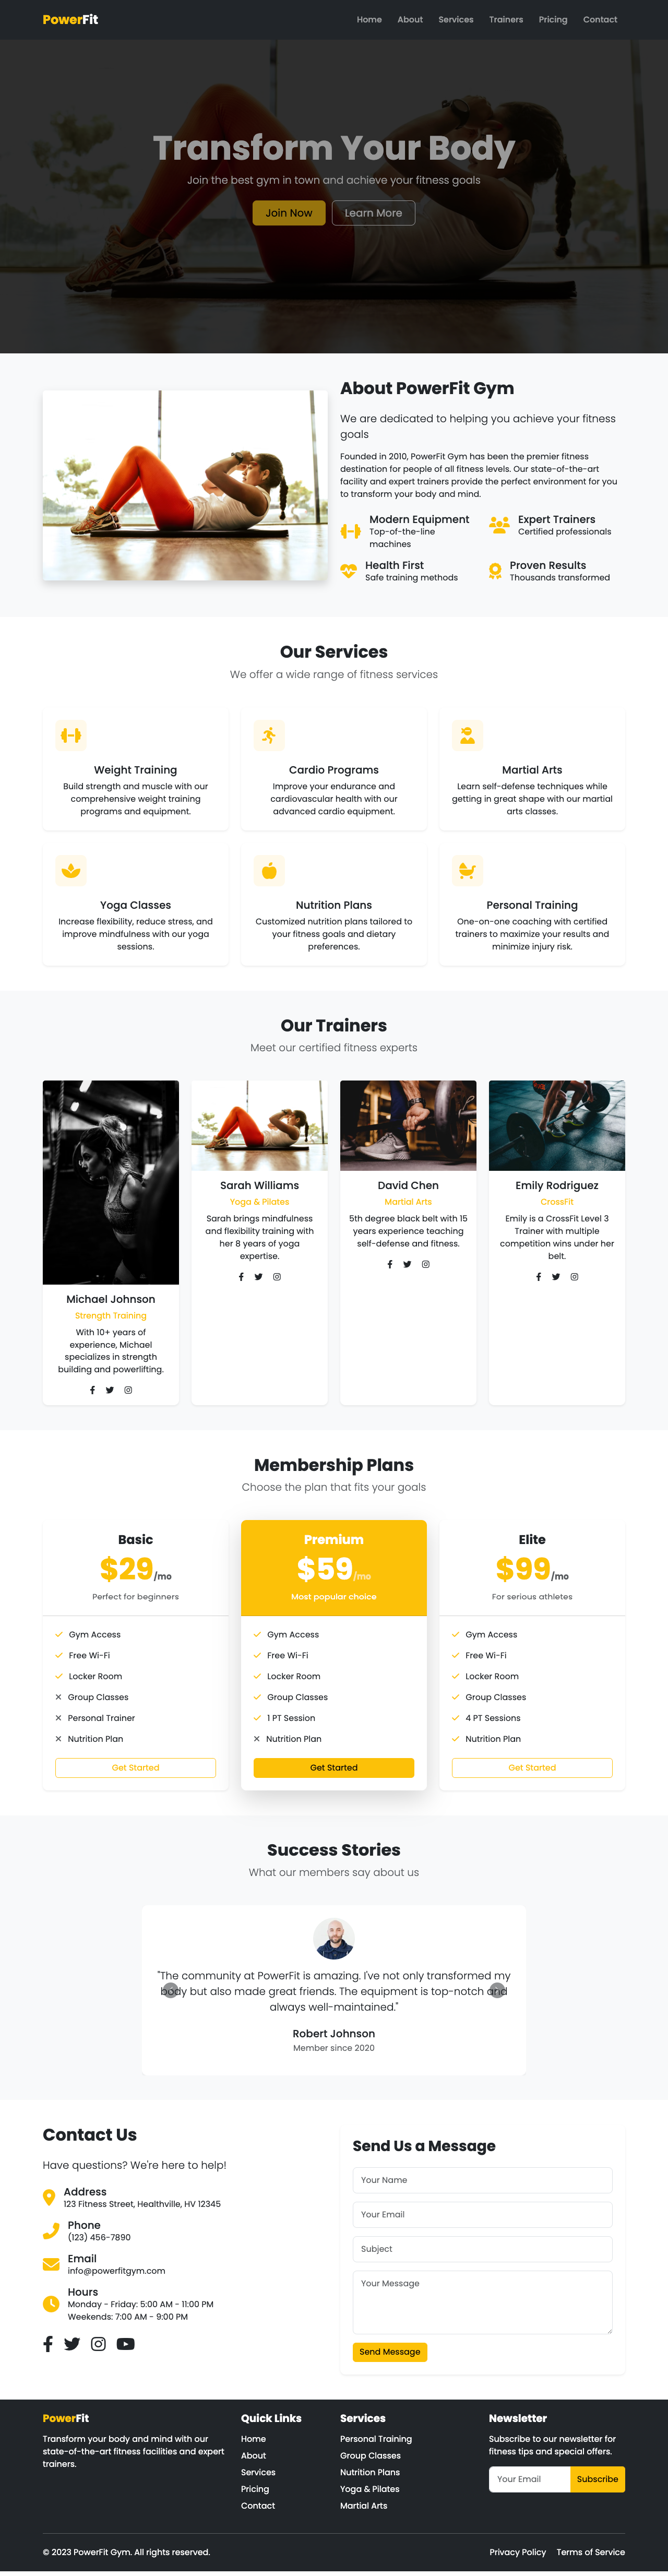 PowerFit
Home About Services Trainers Pricing Contact
Transform Your Body
Join the best gym in town and achieve your fitness goals
Join Now Learn More
About PowerFit Gym
We are dedicated to helping you achieve your fitness
goals
Founded in 2010, PowerFit Gym has been the premier fitness
destination for people of all fitness levels. Our state-of-the-art
facility and expert trainers provide the perfect environment for you
to transform your body and mind.
Modern Equipment
Top-of-the-line
machines
Expert Trainers
Certified professionals
Health First
Safe training methods
Proven Results
Thousands transformed
Our Services
We offer a wide range of fitness services
Weight Training
Build strength and muscle with our
comprehensive weight training
programs and equipment.
Cardio Programs
Improve your endurance and
cardiovascular health with our
advanced cardio equipment.
Martial Arts
Learn self-defense techniques while
getting in great shape with our martial
arts classes.
Yoga Classes
Increase flexibility, reduce stress, and
improve mindfulness with our yoga
sessions.
Nutrition Plans
Customized nutrition plans tailored to
your fitness goals and dietary
preferences.
Personal Training
One-on-one coaching with certified
trainers to maximize your results and
minimize injury risk.
Our Trainers
Meet our certified fitness experts
Michael Johnson
Strength Training
With 10+ years of
experience, Michael
specializes in strength
building and powerlifting.
Sarah Williams
Yoga & Pilates
Sarah brings mindfulness
and flexibility training with
her 8 years of yoga
expertise.
David Chen
Martial Arts
5th degree black belt with 15
years experience teaching
self-defense and fitness.
Emily Rodriguez
CrossFit
Emily is a CrossFit Level 3
Trainer with multiple
competition wins under her
belt.
Membership Plans
Choose the plan that fits your goals
Basic
$29/mo
Perfect for beginners
Gym Access
Free Wi-Fi
Locker Room
Group Classes
Personal Trainer
Nutrition Plan
Get Started
Premium
$59/mo
Most popular choice
Gym Access
Free Wi-Fi
Locker Room
Group Classes
1 PT Session
Nutrition Plan
Get Started
Elite
$99/mo
For serious athletes
Gym Access
Free Wi-Fi
Locker Room
Group Classes
4 PT Sessions
Nutrition Plan
Get Started
Success Stories
What our members say about us
"The community at PowerFit is amazing. I've not only transformed my
body but also made great friends. The equipment is top-notch and
always well-maintained."
Robert Johnson
Member since 2020
Contact Us
Have questions? We're here to help!
Address
123 Fitness Street, Healthville, HV 12345
Phone
(123) 456-7890
Email
info@powerfitgym.com
Hours
Monday - Friday: 5:00 AM - 11:00 PM
Weekends: 7:00 AM - 9:00 PM
Send Us a Message
Your Name
Your Email
Subject
Your Message
Send Message
PowerFit
Transform your body and mind with our
state-of-the-art fitness facilities and expert
trainers.
Quick Links
Home
About
Services
Pricing
Contact
Services
Personal Training
Group Classes
Nutrition Plans
Yoga & Pilates
Martial Arts
Newsletter
Subscribe to our newsletter for
fitness tips and special offers.
Your Email Subscribe
© 2023 PowerFit Gym. All rights reserved.
Privacy Policy Terms of Service